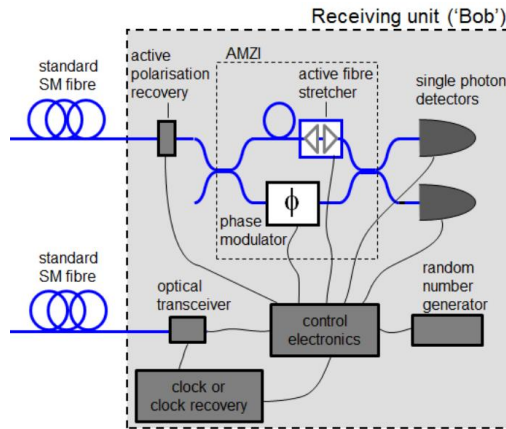 Receiving unit ('Bob')
standard
SM fibre
active
polarisation
recovery
AMZI
active fibre
stretcher
single photon
detectors
ϕ
phase
modulator
standard
SM fibre
optical
transceiver
control
electronics
random
number
generator
clock or
clock recovery